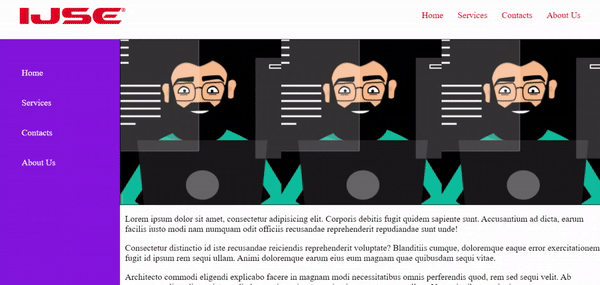 IJSE®
Home Services Contacts About Us
Home
Services
Contacts
About Us
Lorem ipsum dolor sit amet, consectetur adipisicing elit. Corporis debitis fugit quidem sapiente sunt. Accusantium ad dicta, earum
facilis iusto modi nam numquam odit officiis recusandae reprehenderit repudiandae sunt unde!
Consectetur distinctio id iste recusandae reiciendis reprehenderit voluptate? Blanditiis cumque, doloremque eaque error exercitationem
fugit id ipsum rem sequi ullam. Animi doloremque earum eius eum magnam quae quibusdam sequi vitae.
Architecto commodi eligendi explicabo facere in magnam modi necessitatibus omnis perferendis quod, rem sed sequi velit. Ab